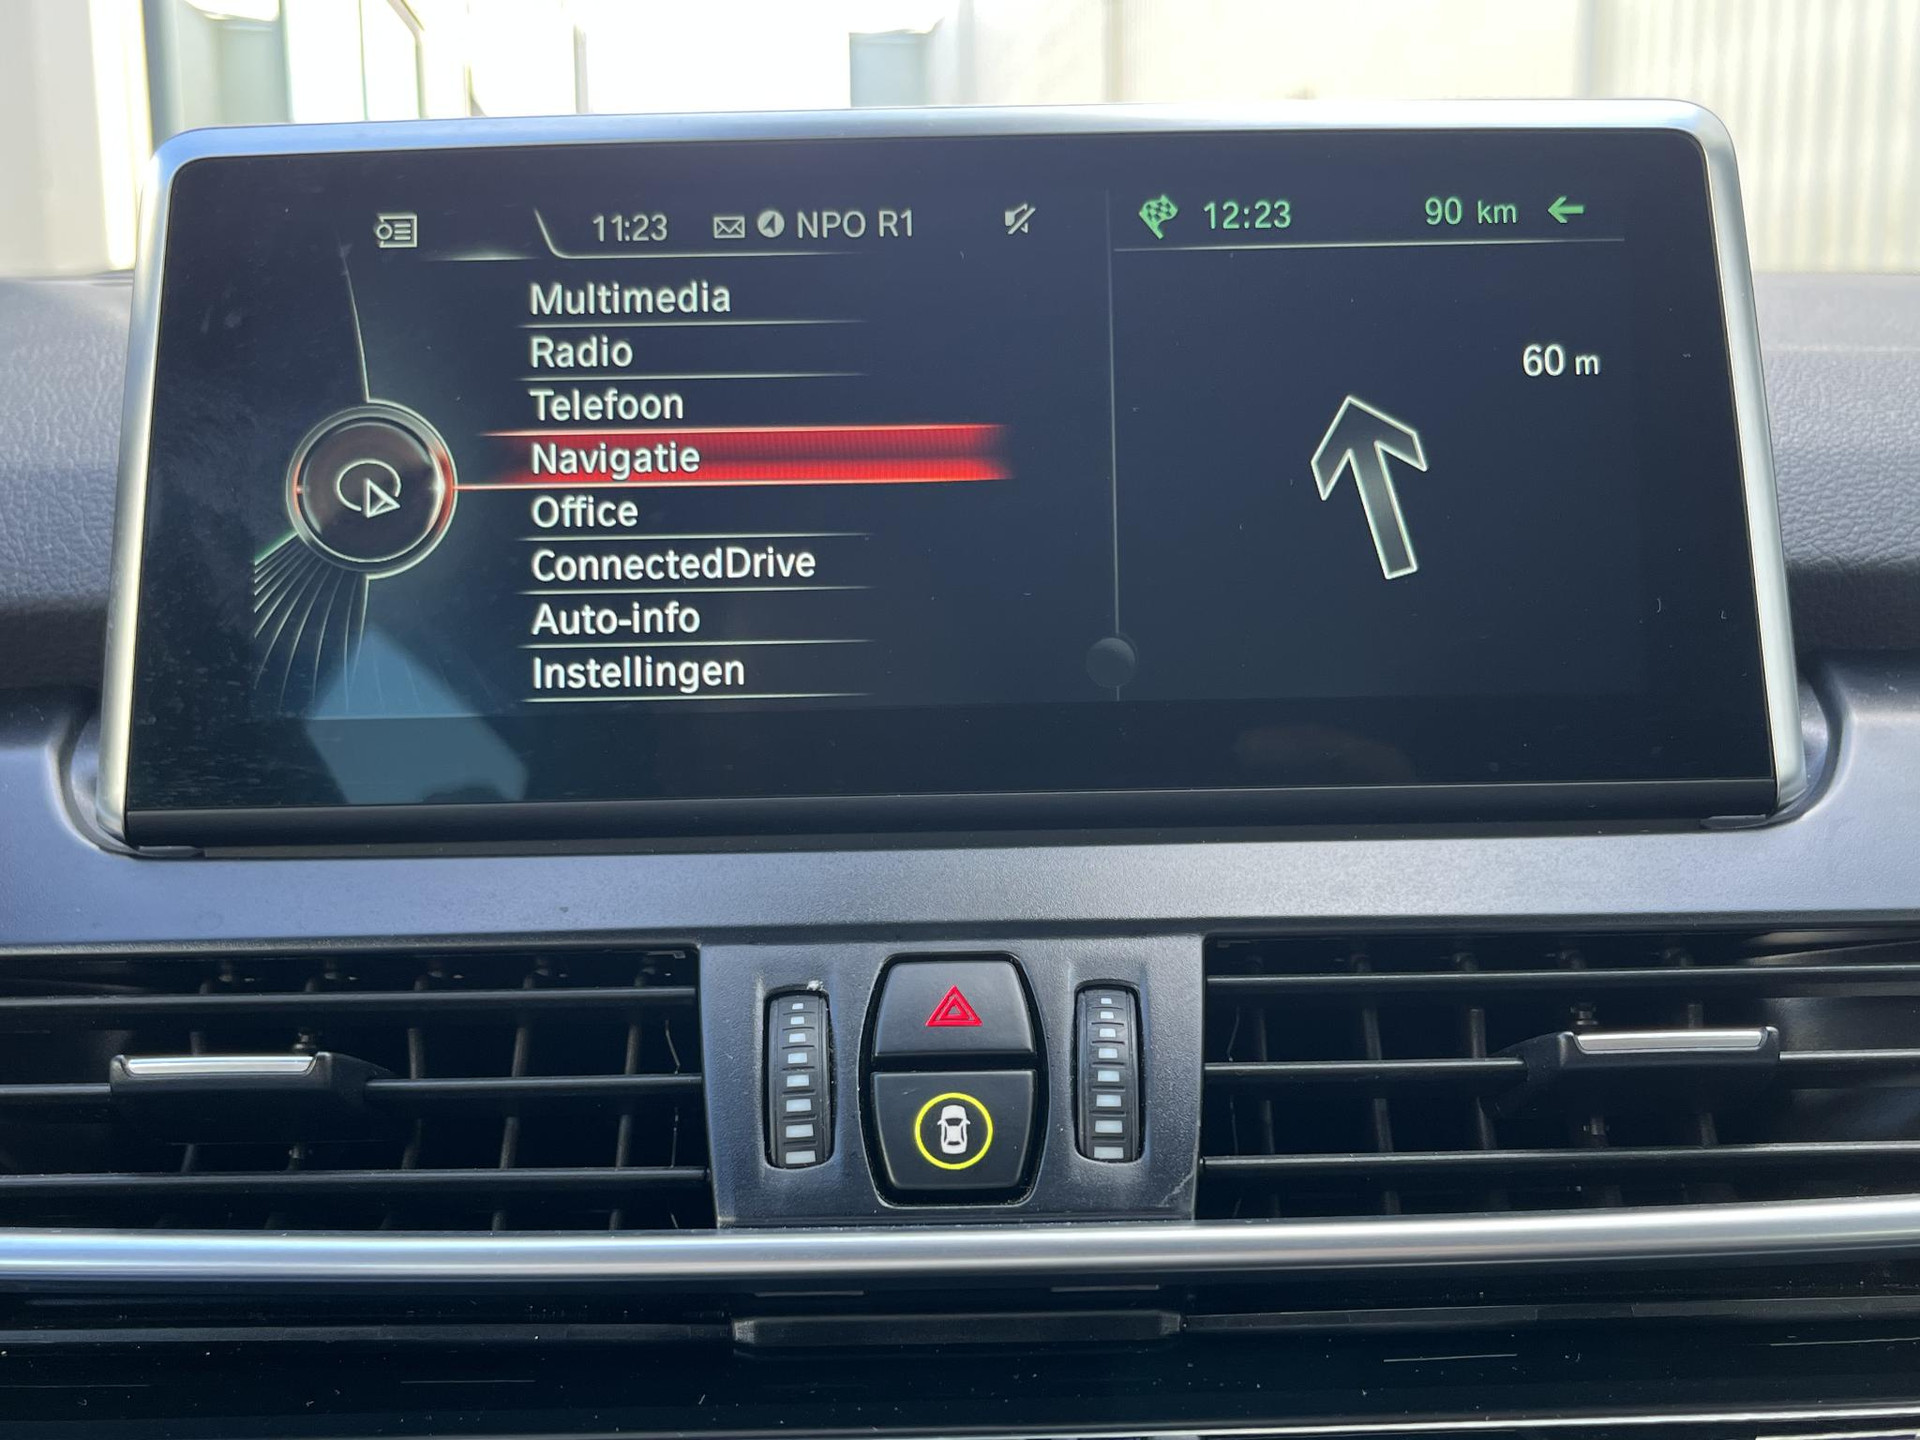 11:23 NPO R1
12:23 90 km
Multimedia
Radio
60 m
Telefoon
Navigatie
Office
ConnectedDrive
Auto-info
Instellingen